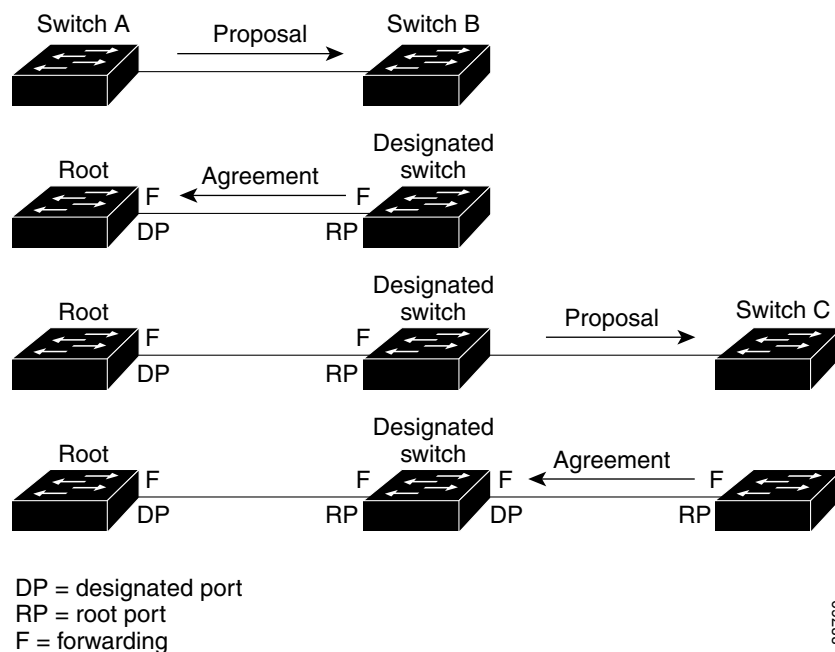 Switch A
Proposal
Switch B
Root
F
DP
Agreement
Designated
switch
F
RP
Root
F
DP
Designated
switch
F
RP
Proposal
Switch C
Root
F
DP
Designated
switch
F
RP
F
DP
Agreement
F
RP
DP = designated port
RP = root port
F = forwarding